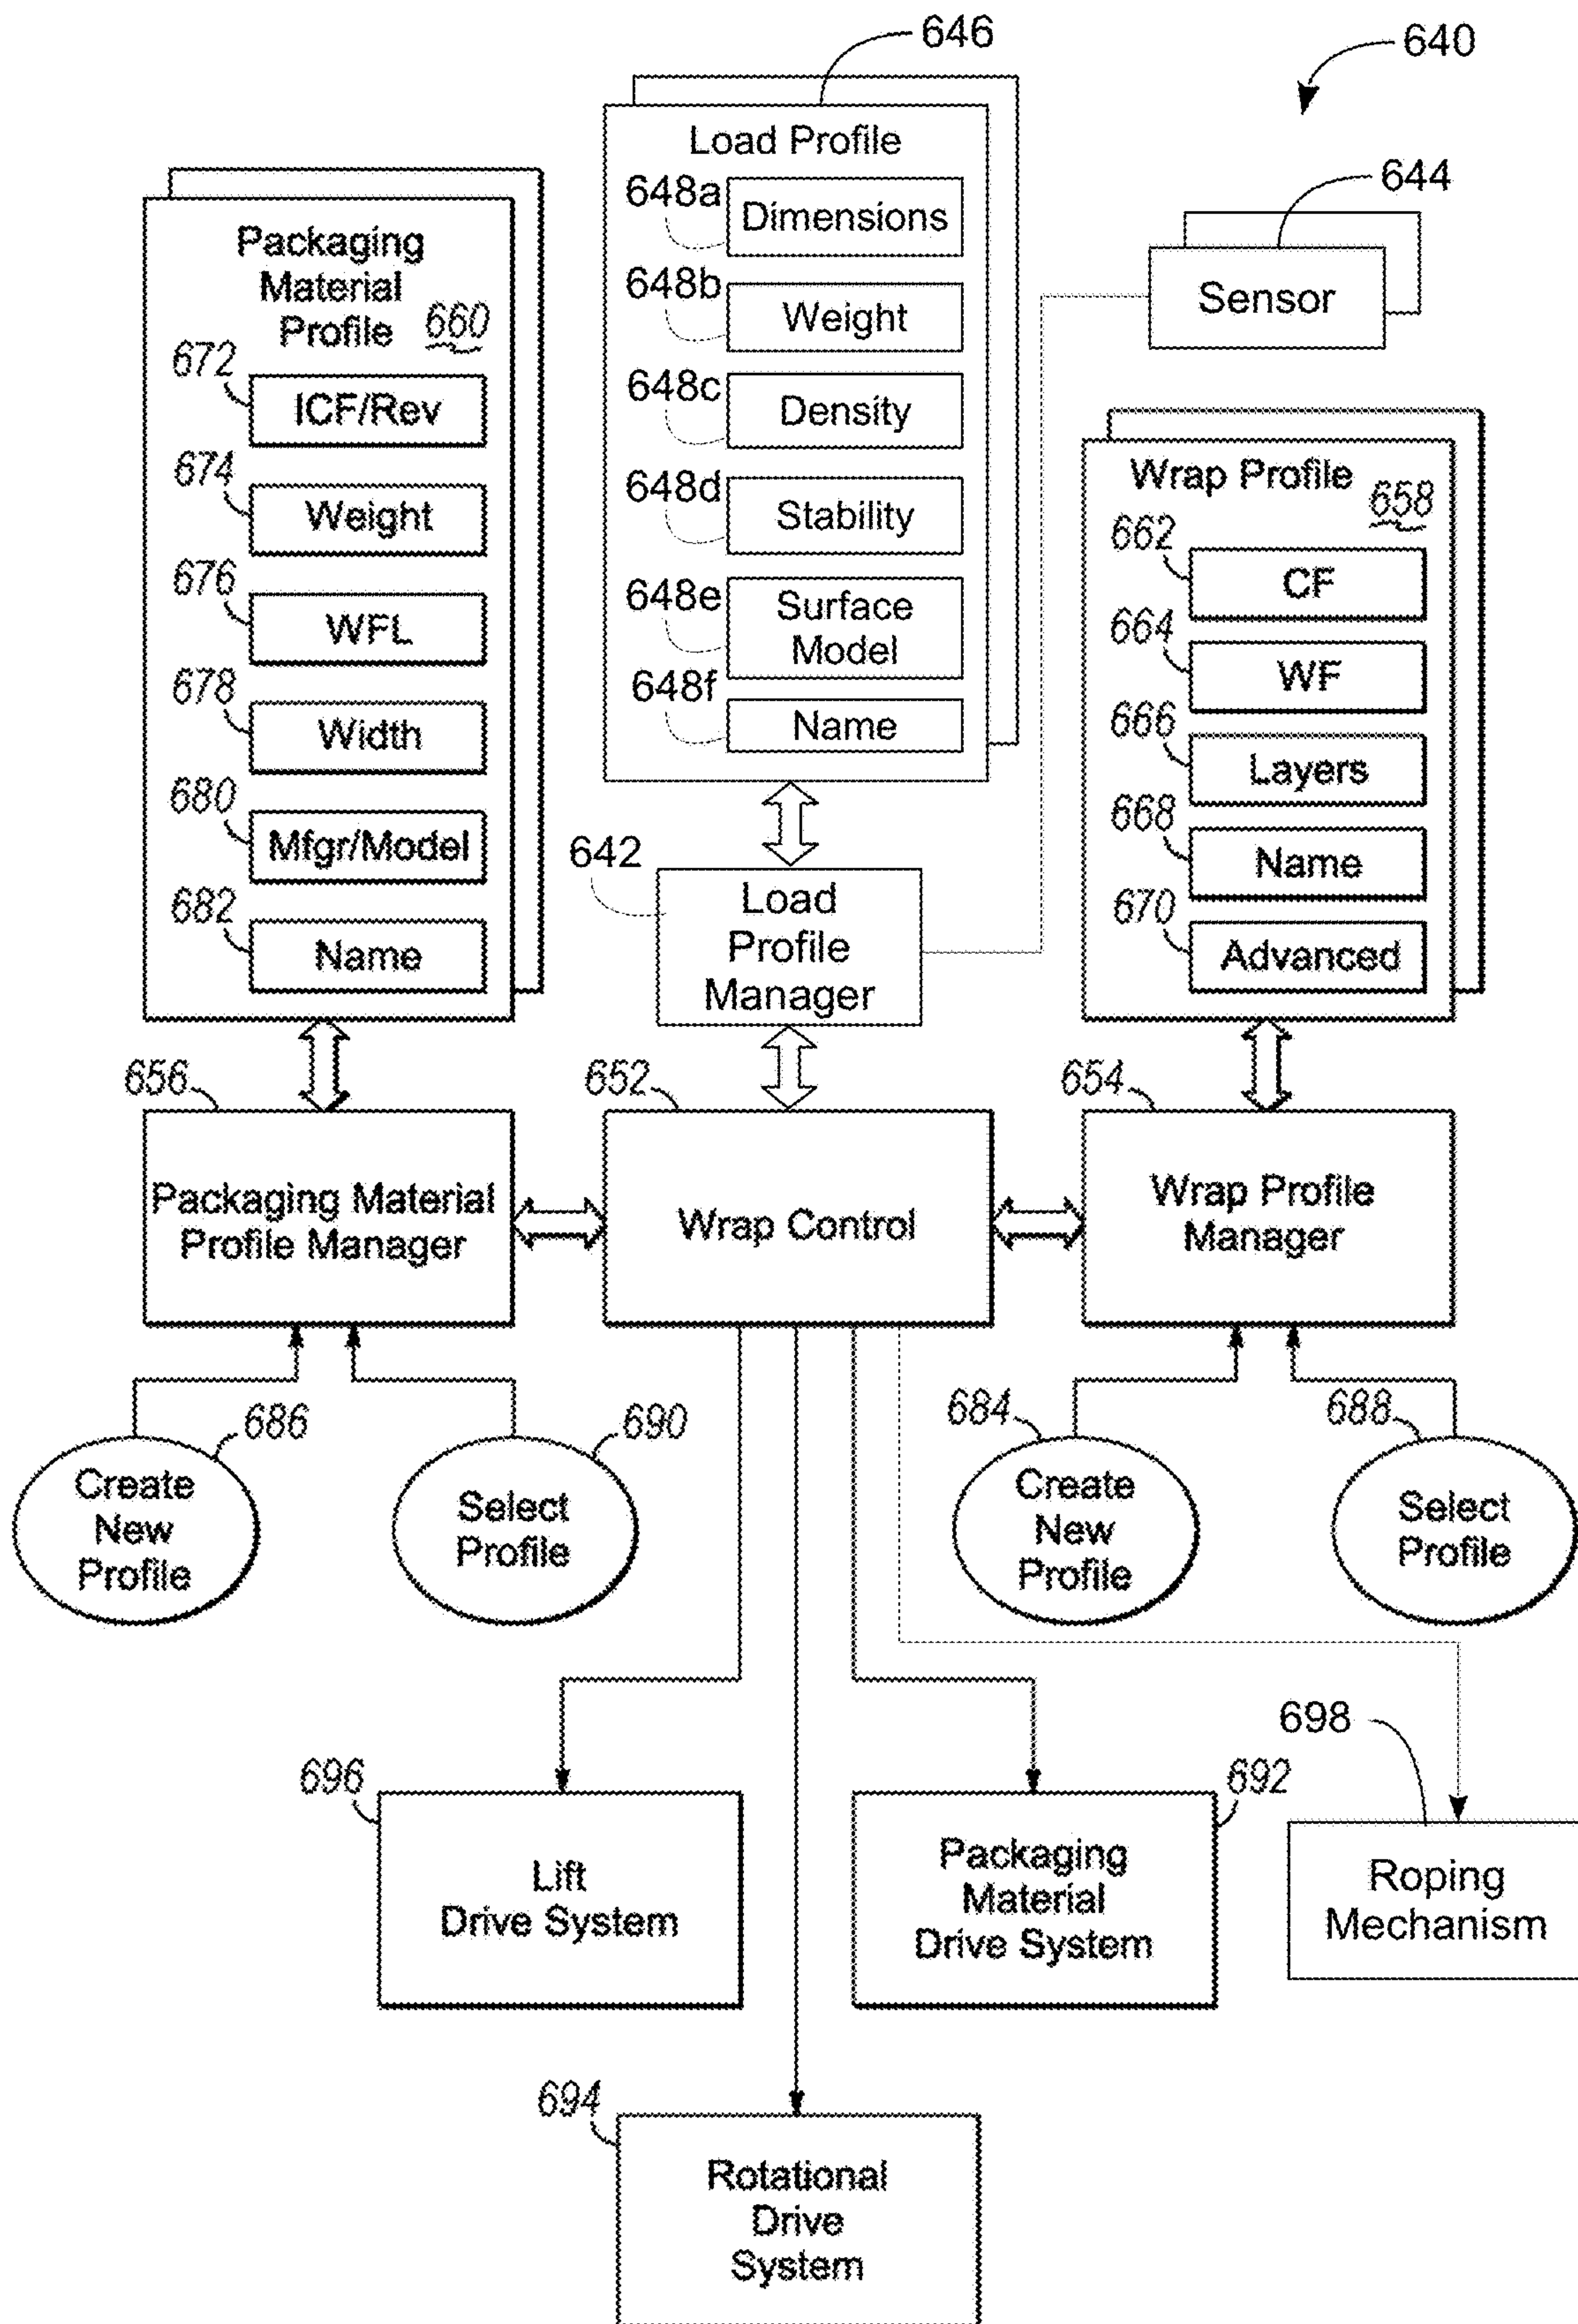 646
640
Load Profile
648a
Dimensions
648b
Weight
648c
Density
648d
Stability
648e
Surface
Model
648f
Name
644
Sensor
Packaging
Material
Profile
660
672
ICF/Rev
674
Weight
676
WFL
678
Width
680
Mfgr/Model
682
Name
Wrap Profile
658
662
CF
664
WF
666
Layers
668
Name
670
Advanced
642
Load
Profile
Manager
656
Packaging Material
Profile Manager
652
Wrap Control
654
Wrap Profile
Manager
686
Create
New
Profile
690
Select
Profile
684
Create
New
Profile
688
Select
Profile
696
Lift
Drive System
692
Packaging
Material
Drive System
698
Roping
Mechanism
694
Rotational
Drive
System